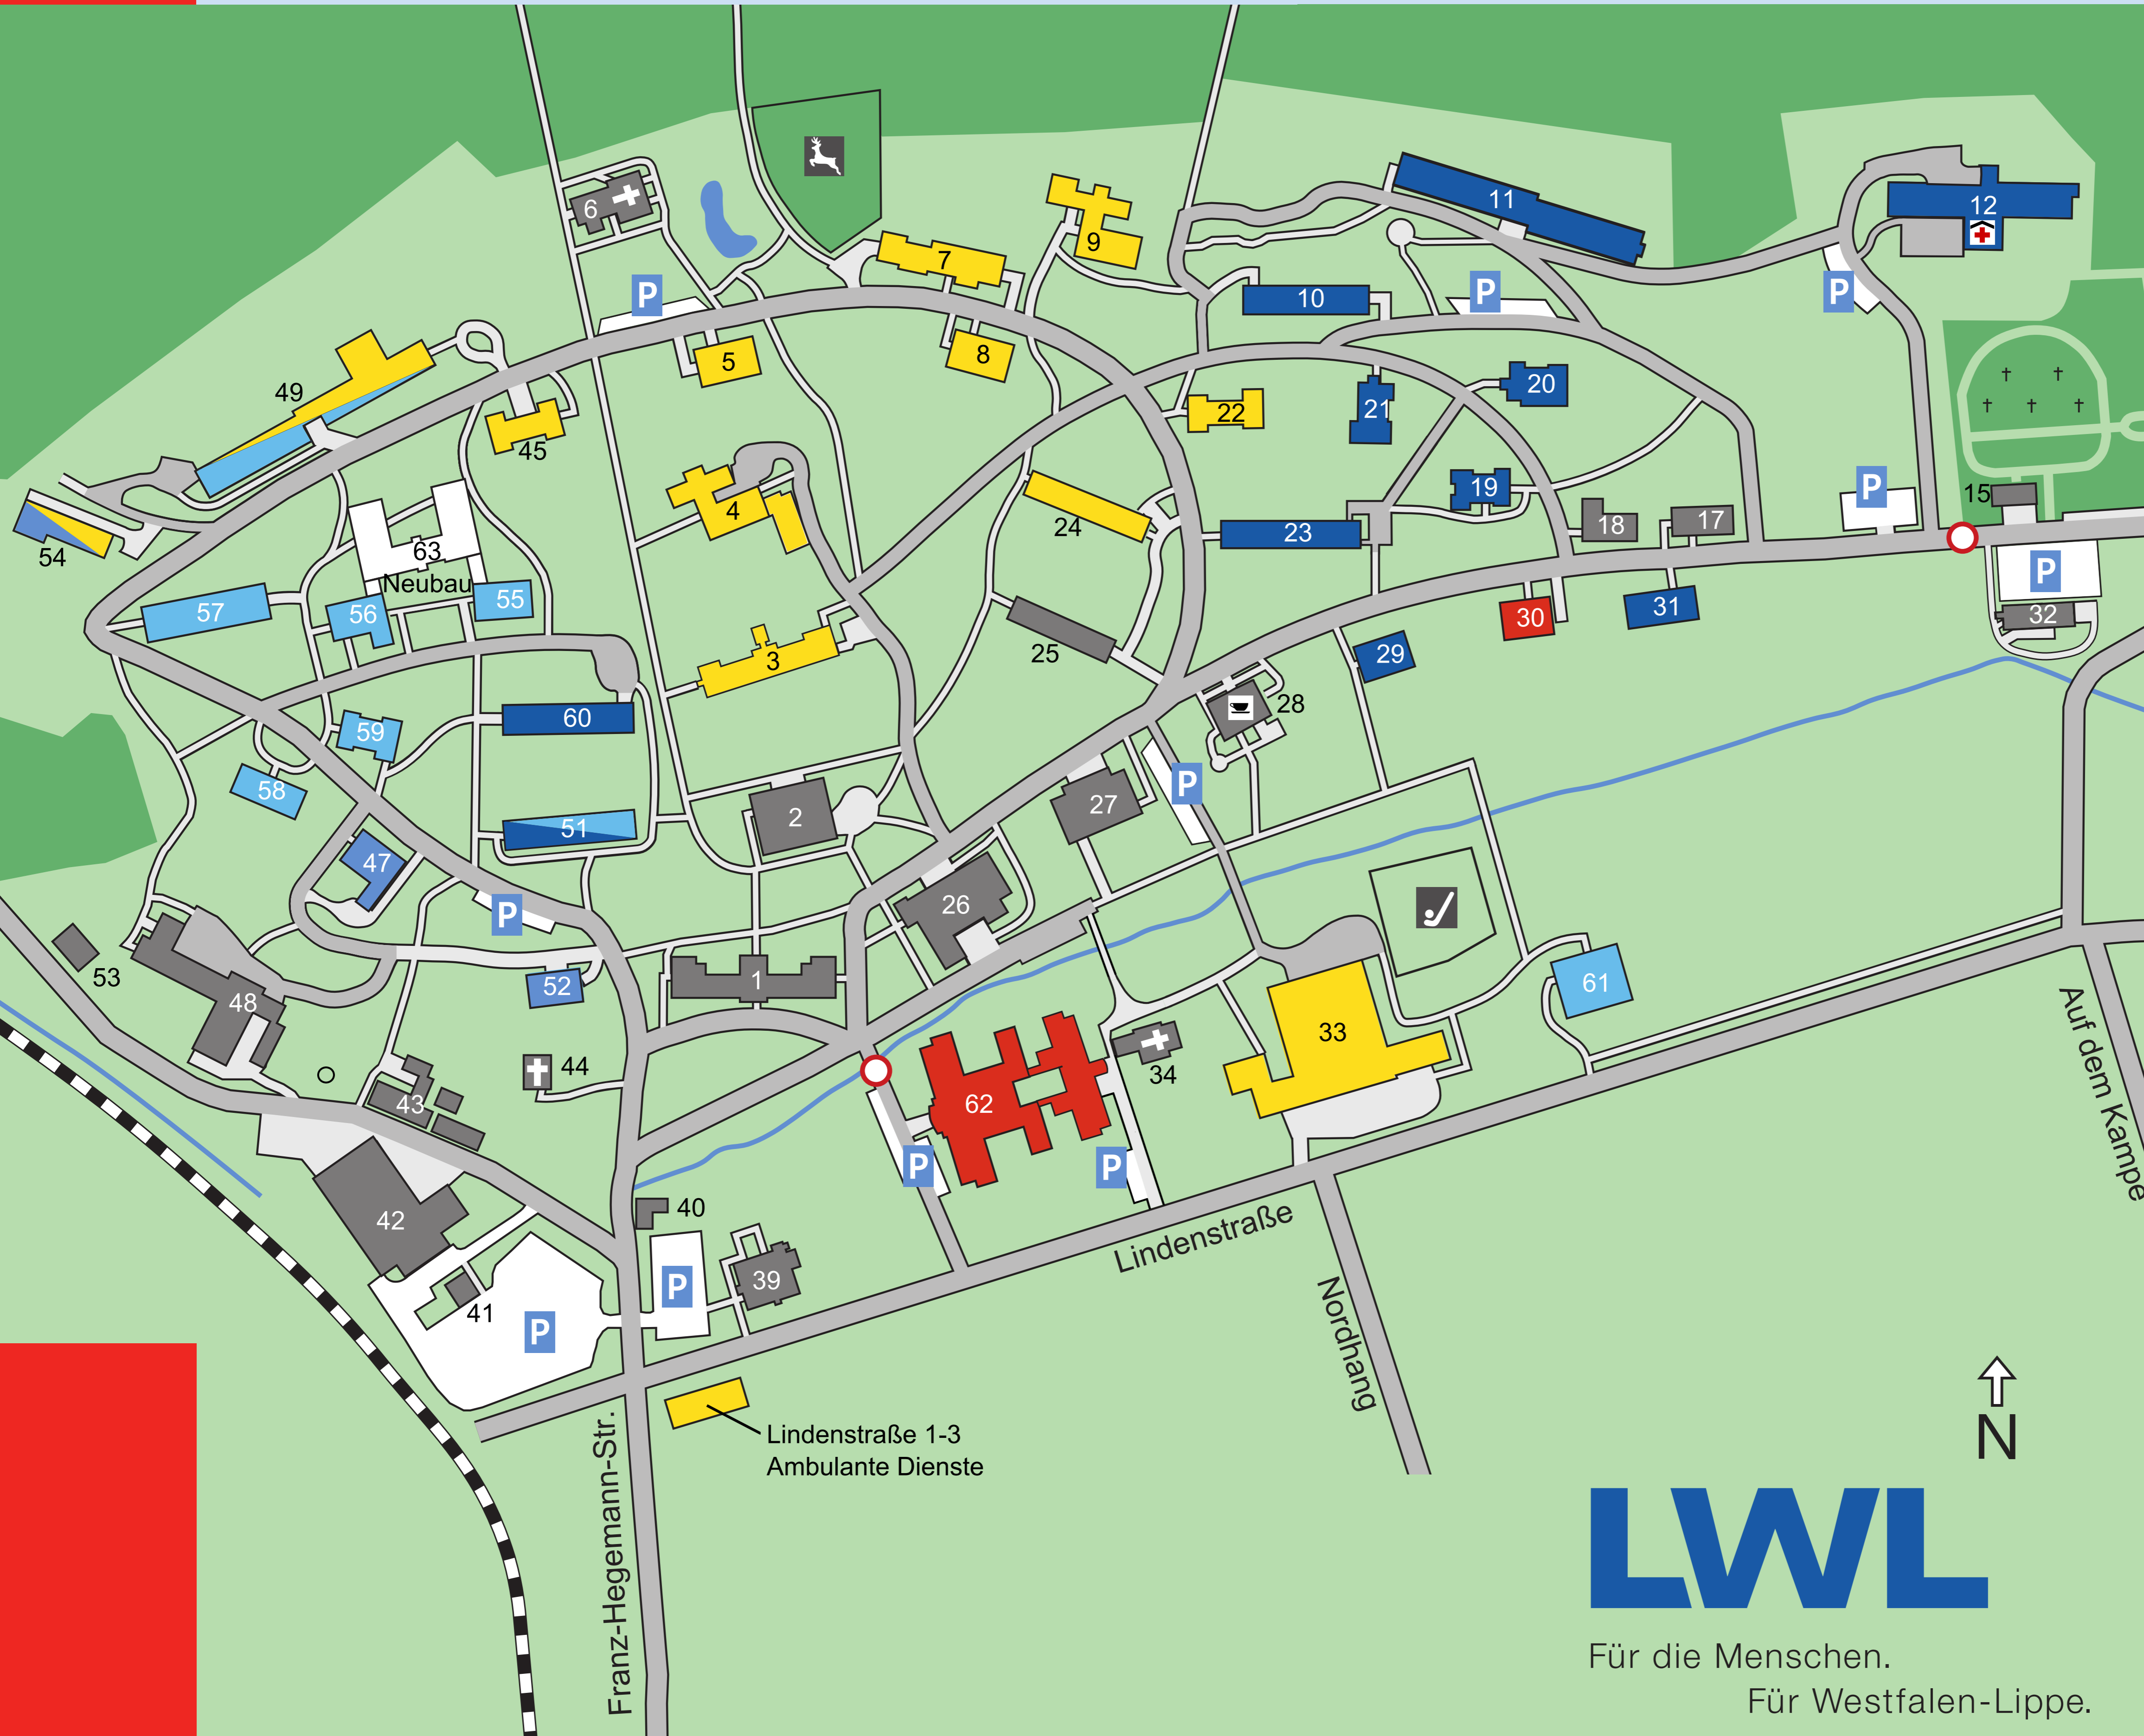 6
7
9
11
12
P
P
10
P
P
5
8
49
45
22
21
20
4
24
23
19
18
17
P
15
54
63
Neubau
57
56
55
3
25
30
31
P
32
29
28
59
60
58
51
2
27
P
47
P
26
53
48
52
1
61
33
44
43
62
34
Auf dem Kampe
P
P
42
40
39
P
41
P
Lindenstraße
Nordhang
Lindenstraße 1-3
Ambulante Dienste
Franz-Hegemann-Str.
N
LWL
Für die Menschen.
Für Westfalen-Lippe.